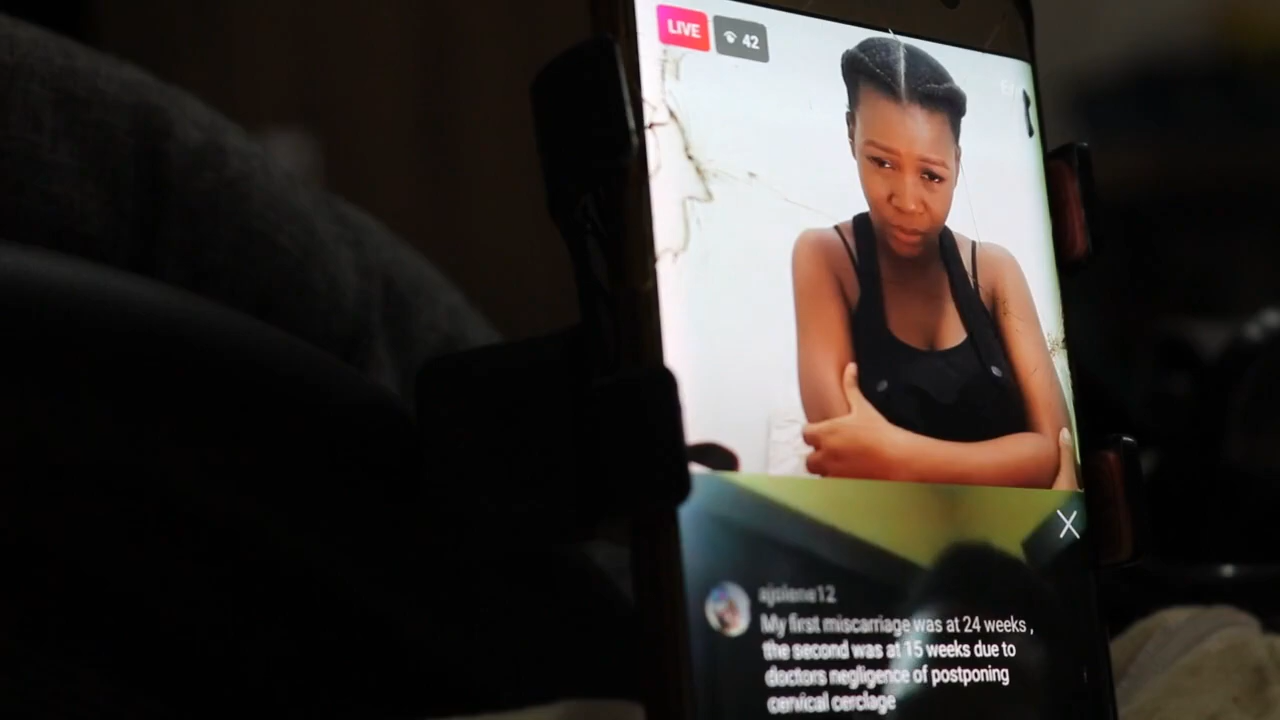 LIVE 42
My first miscarriage was at 24 weeks ,
the second was at 15 weeks due to
doctors negligence of postponing
cervical cerclage